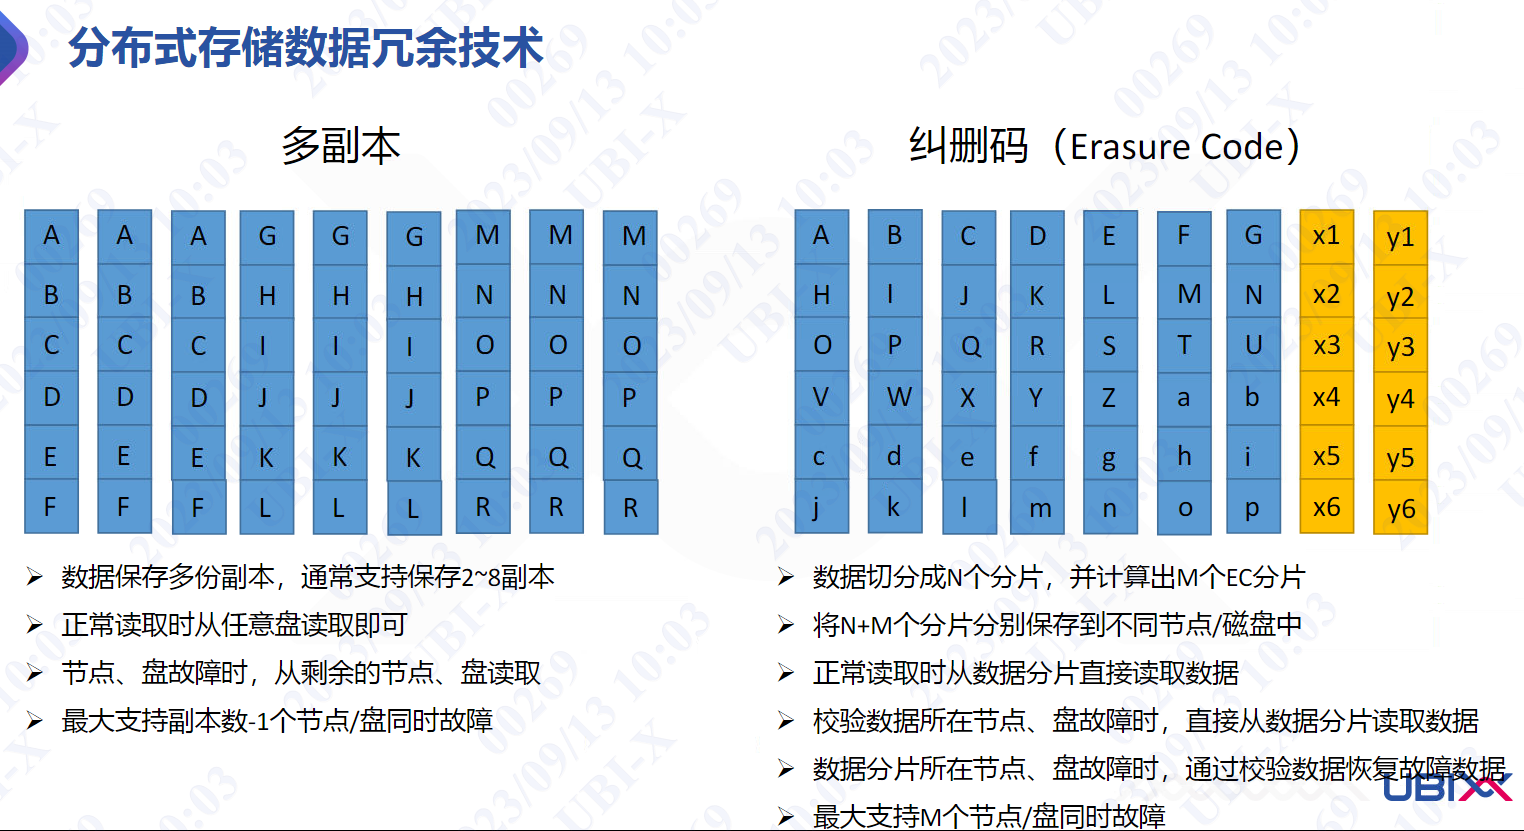 分布式存储数据冗余技术
多副本
纠删码（Erasure Code）
A A A G G G M M M
B B B H H H N N N
C C C I I I O O O
D D D J J J P P P
E E E K K K Q Q Q
F F F L L L R R R
A B C D E F G x1 y1
H I J K L M N x2 y2
O P Q R S T U x3 y3
V W X Y Z a b x4 y4
c d e f g h i x5 y5
j k l m n o p x6 y6
数据保存多份副本，通常支持保存2~8副本
正常读取时从任意盘读取即可
节点、盘故障时，从剩余的节点、盘读取
最大支持副本数-1个节点/盘同时故障
数据切分成N个分片，并计算出M个EC分片
将N+M个分片分别保存到不同节点/磁盘中
正常读取时从数据分片直接读取数据
校验数据所在节点、盘故障时，直接从数据分片读取数据
数据分片所在节点、盘故障时，通过校验数据恢复故障数据
最大支持M个节点/盘同时故障
UBIX
2023/09/13 10:03
00269
UBI-X